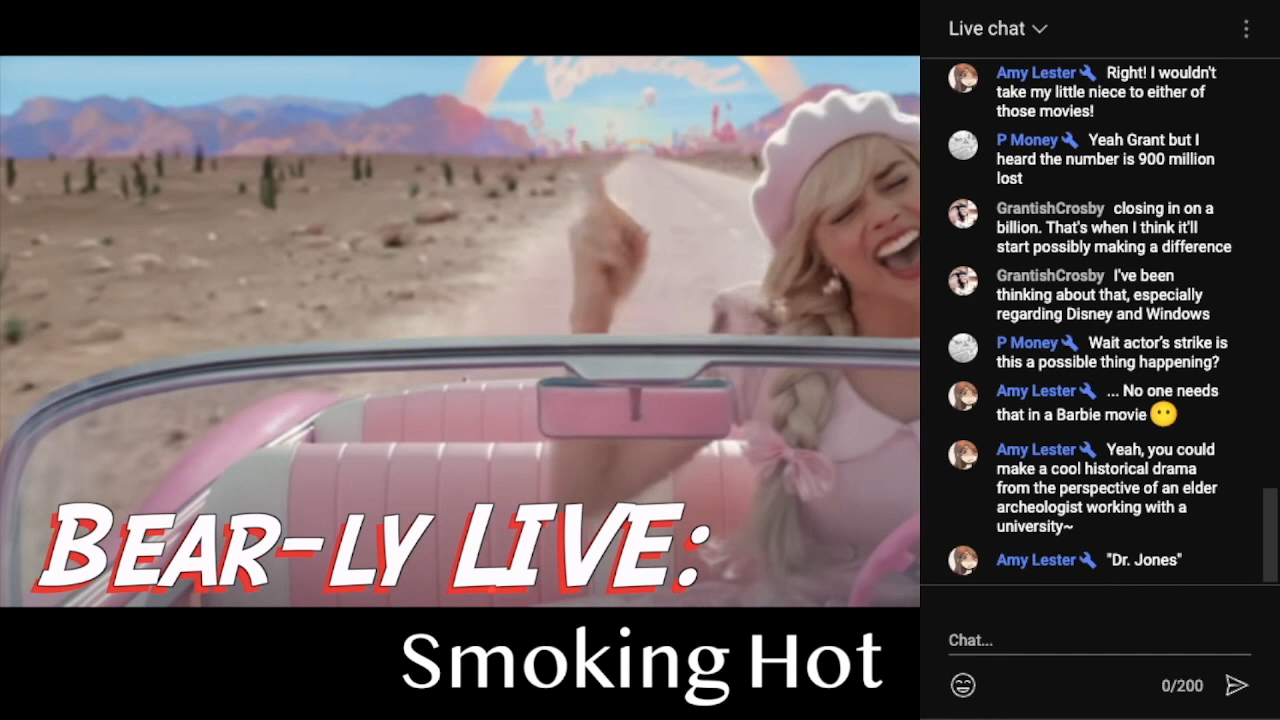 BEAR-LY LIVE:
Smoking Hot
Live chat
Amy Lester Right! I wouldn't
take my little niece to either of
those movies!
P Money Yeah Grant but I
heard the number is 900 million
lost
GrantishCrosby closing in on a
billion. That's when I think it'll
start possibly making a difference
GrantishCrosby I've been
thinking about that, especially
regarding Disney and Windows
P Money Wait actor's strike is
this a possible thing happening?
Amy Lester ... No one needs
that in a Barbie movie 😶
Amy Lester Yeah, you could
make a cool historical drama
from the perspective of an elder
archeologist working with a
university~
Amy Lester "Dr. Jones"
Chat...
0/200